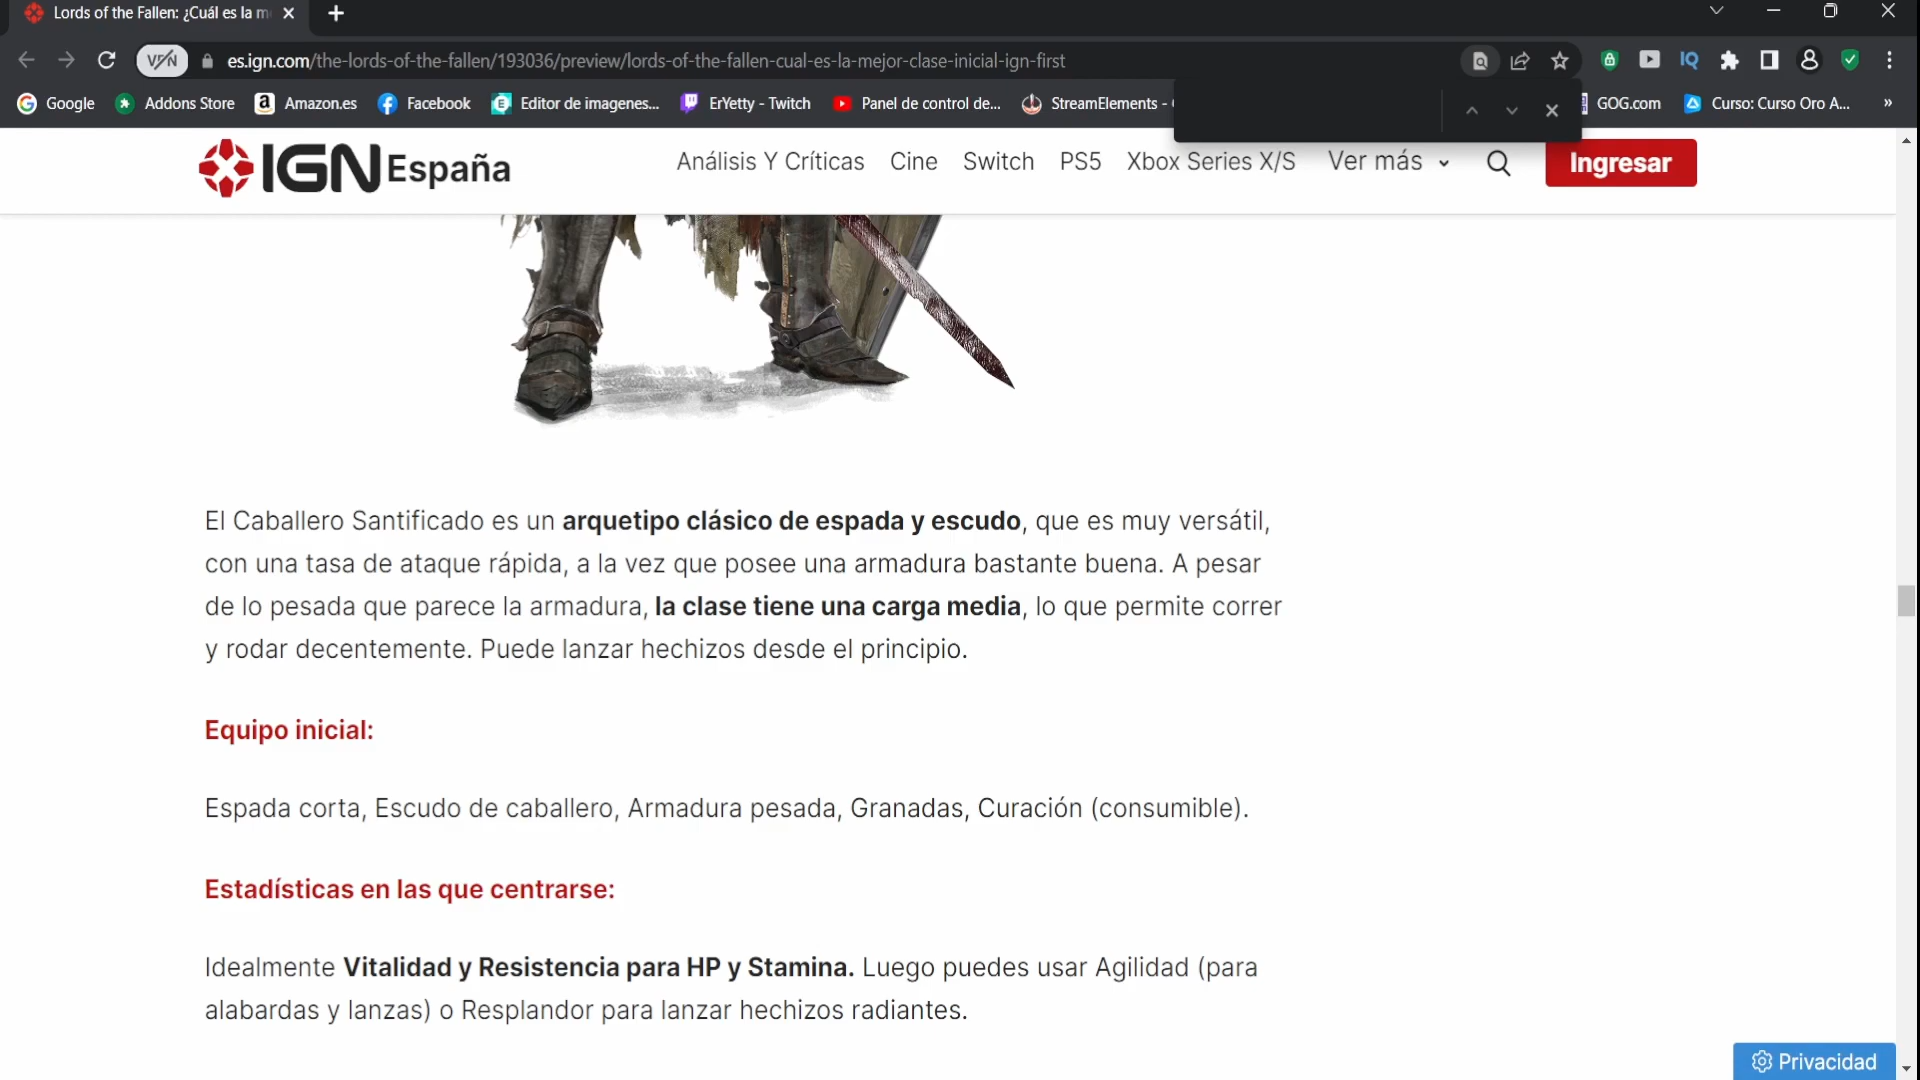 Lords of the Fallen: ¿Cuál es la m
VPN
es.ign.com/the-lords-of-the-fallen/193036/preview/lords-of-the-fallen-cual-es-la-mejor-clase-inicial-ign-first
IQ
Google
Addons Store
Amazon.es
Facebook
Editor de imagenes...
ErYetty - Twitch
Panel de control de...
StreamElements -
GOG.com
Curso: Curso Oro A...
»
IGN España
Análisis Y Críticas
Cine
Switch
PS5
Xbox Series X/S
Ver más
Ingresar
El Caballero Santificado es un arquetipo clásico de espada y escudo, que es muy versátil,
con una tasa de ataque rápida, a la vez que posee una armadura bastante buena. A pesar
de lo pesada que parece la armadura, la clase tiene una carga media, lo que permite correr
y rodar decentemente. Puede lanzar hechizos desde el principio.
Equipo inicial:
Espada corta, Escudo de caballero, Armadura pesada, Granadas, Curación (consumible).
Estadísticas en las que centrarse:
Idealmente Vitalidad y Resistencia para HP y Stamina. Luego puedes usar Agilidad (para
alabardas y lanzas) o Resplandor para lanzar hechizos radiantes.
Privacidad